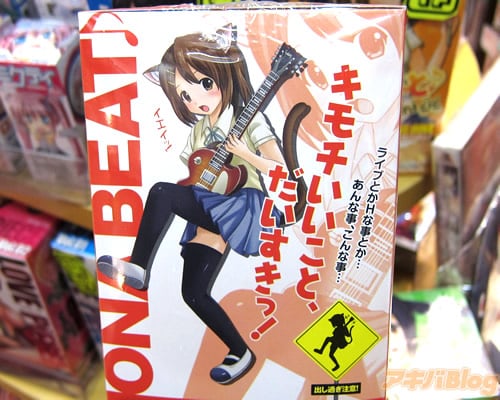 ONA BEAT♪
イエイッ
キモチいいこと、
だいすきっ!
ライブとかHな事とか…
あんな事、こんな事…
出し過ぎ注意!
アキバBlog